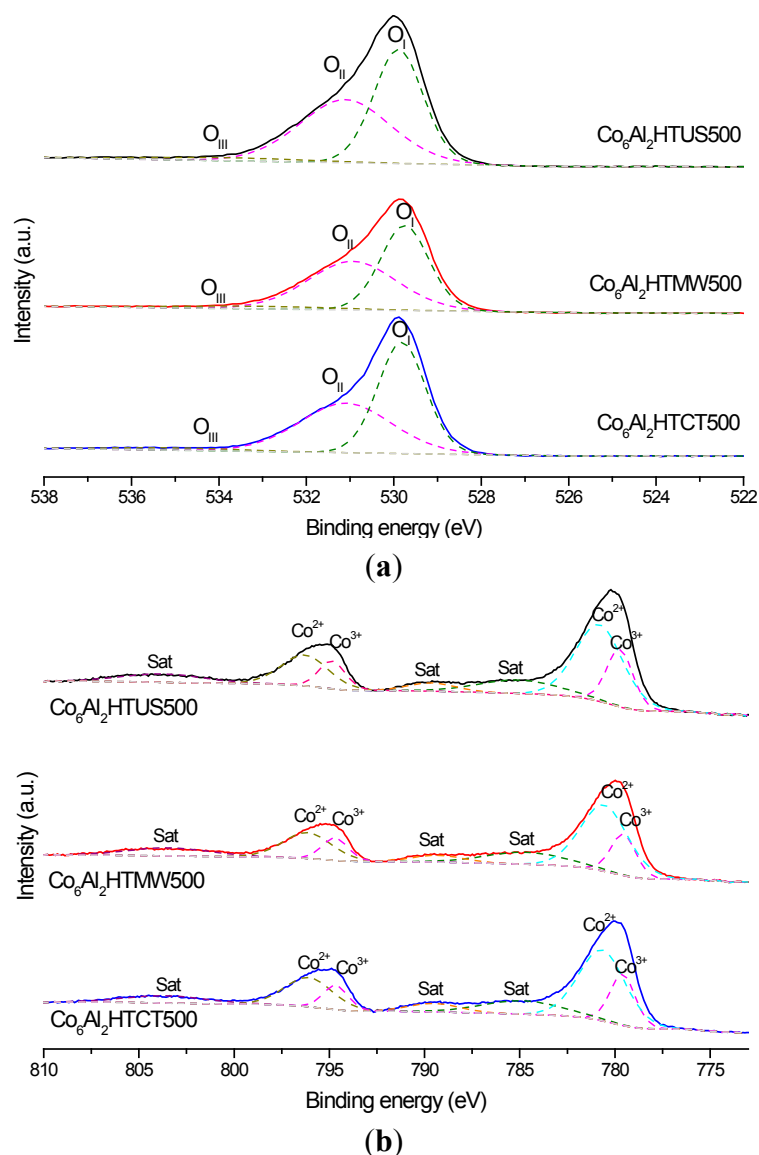 O_I
O_II
O_III
Co₆Al₂HTUS500
O_I
O_II
O_III
Co₆Al₂HTMW500
O_I
O_II
O_III
Co₆Al₂HTCT500
Intensity (a.u.)
538 536 534 532 530 528 526 524 522
Binding energy (eV)
(a)
Co²⁺
Co³⁺
Co²⁺
Co³⁺
Sat Sat Sat
Co₆Al₂HTUS500
Co²⁺
Co³⁺
Co²⁺ Co³⁺
Sat Sat Sat
Co₆Al₂HTMW500
Co²⁺
Co³⁺
Co²⁺ Co³⁺
Sat Sat Sat
Co₆Al₂HTCT500
Intensity (a.u.)
810 805 800 795 790 785 780 775
Binding energy (eV)
(b)